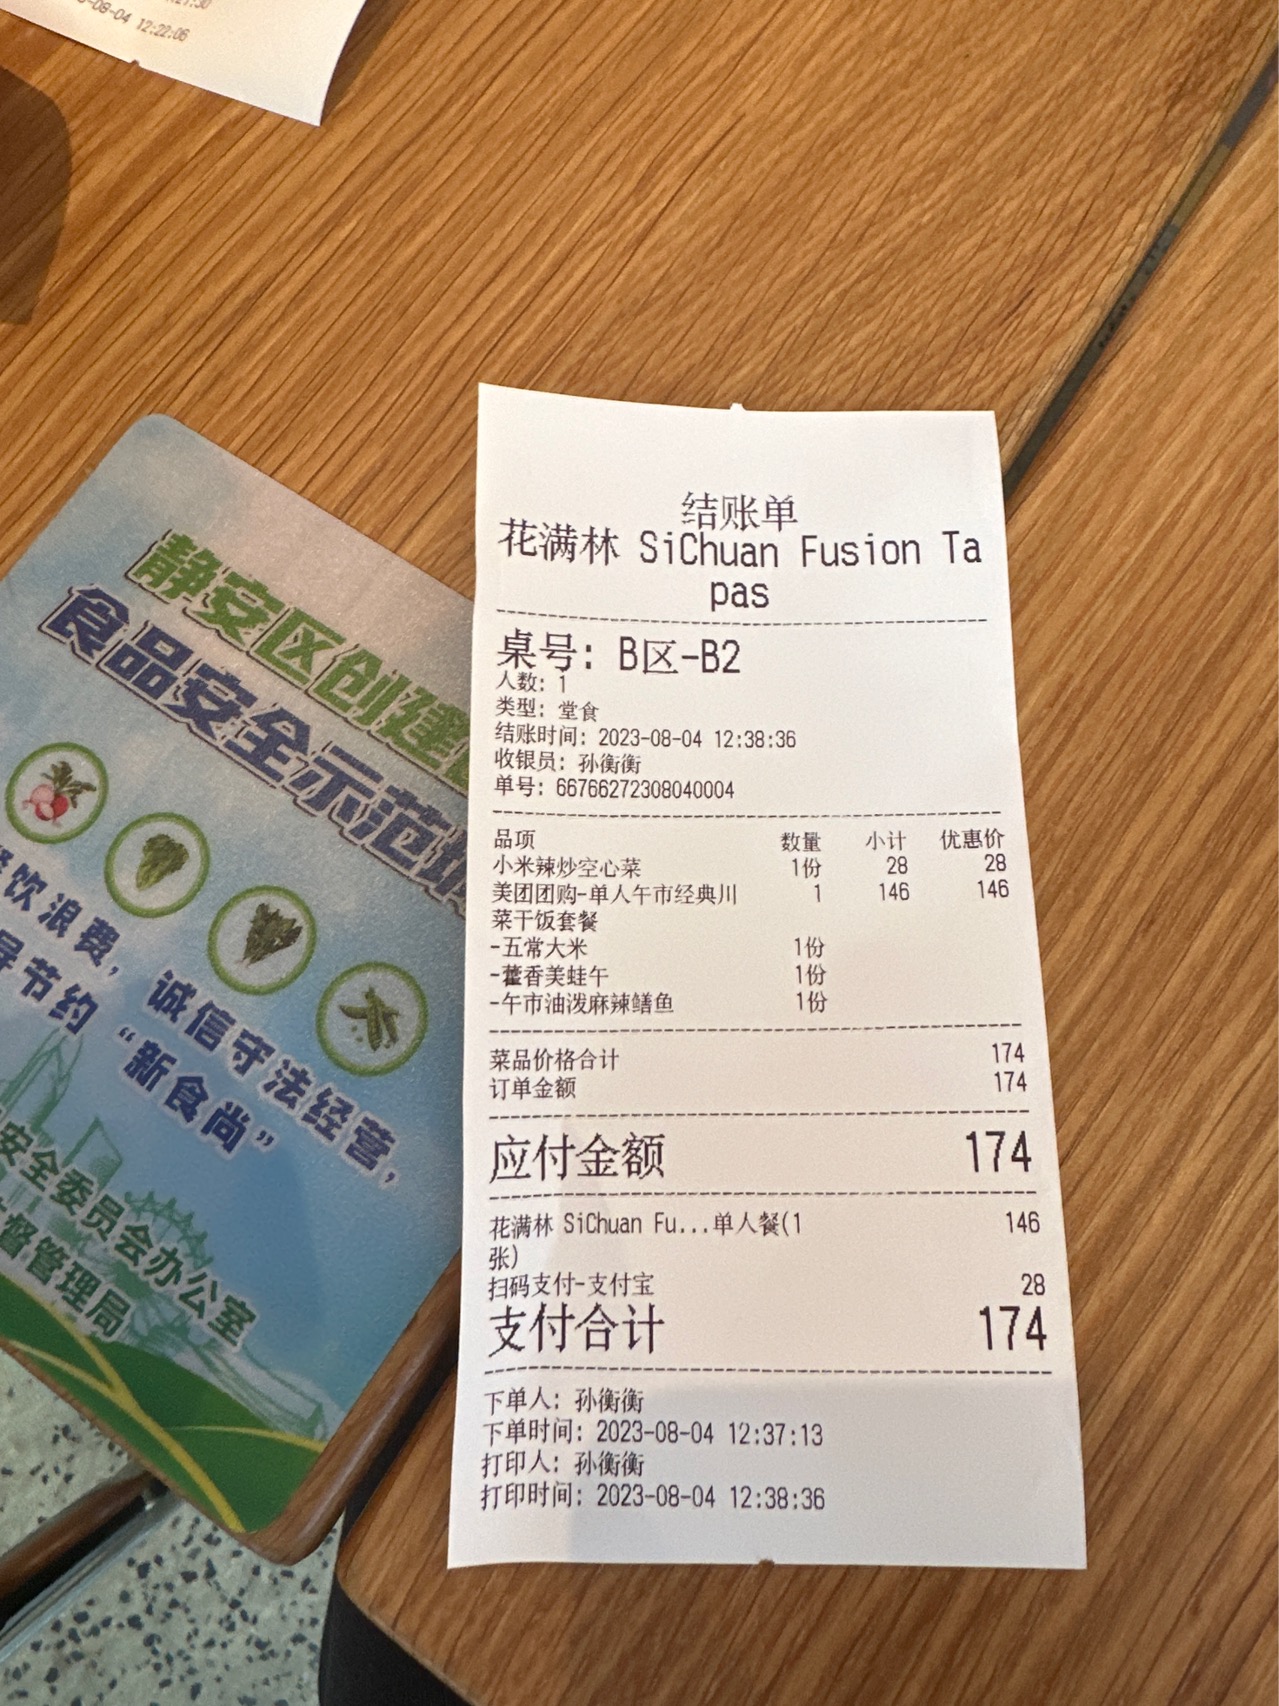 12:22:06
静安区创建
食品安全示范
饮浪费，诚信守法经营，
导节约“新食尚”
安全委员会办公室
督管理局
结账单
花满林 SiChuan Fusion Ta
pas
桌号: B区-B2
人数: 1
类型: 堂食
结账时间: 2023-08-04 12:38:36
收银员: 孙衡衡
单号: 66766272308040004
品项 数量 小计 优惠价
小米辣炒空心菜 1份 28 28
美团团购-单人午市经典川 1 146 146
菜干饭套餐
-五常大米 1份
-藿香美蛙午 1份
-午市油泼麻辣鳝鱼 1份
菜品价格合计 174
订单金额 174
应付金额 174
花满林 SiChuan Fu...单人餐(1 146
张)
扫码支付-支付宝 28
支付合计 174
下单人: 孙衡衡
下单时间: 2023-08-04 12:37:13
打印人: 孙衡衡
打印时间: 2023-08-04 12:38:36